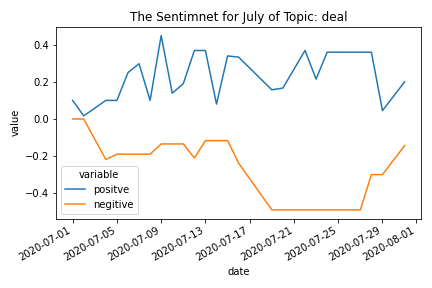 The Sentimnet for July of Topic: deal
value
0.4
0.2
0.0
−0.2
−0.4
variable
positve
negitive
2020-07-01
2020-07-05
2020-07-09
2020-07-13
2020-07-17
2020-07-21
2020-07-25
2020-07-29
2020-08-01
date